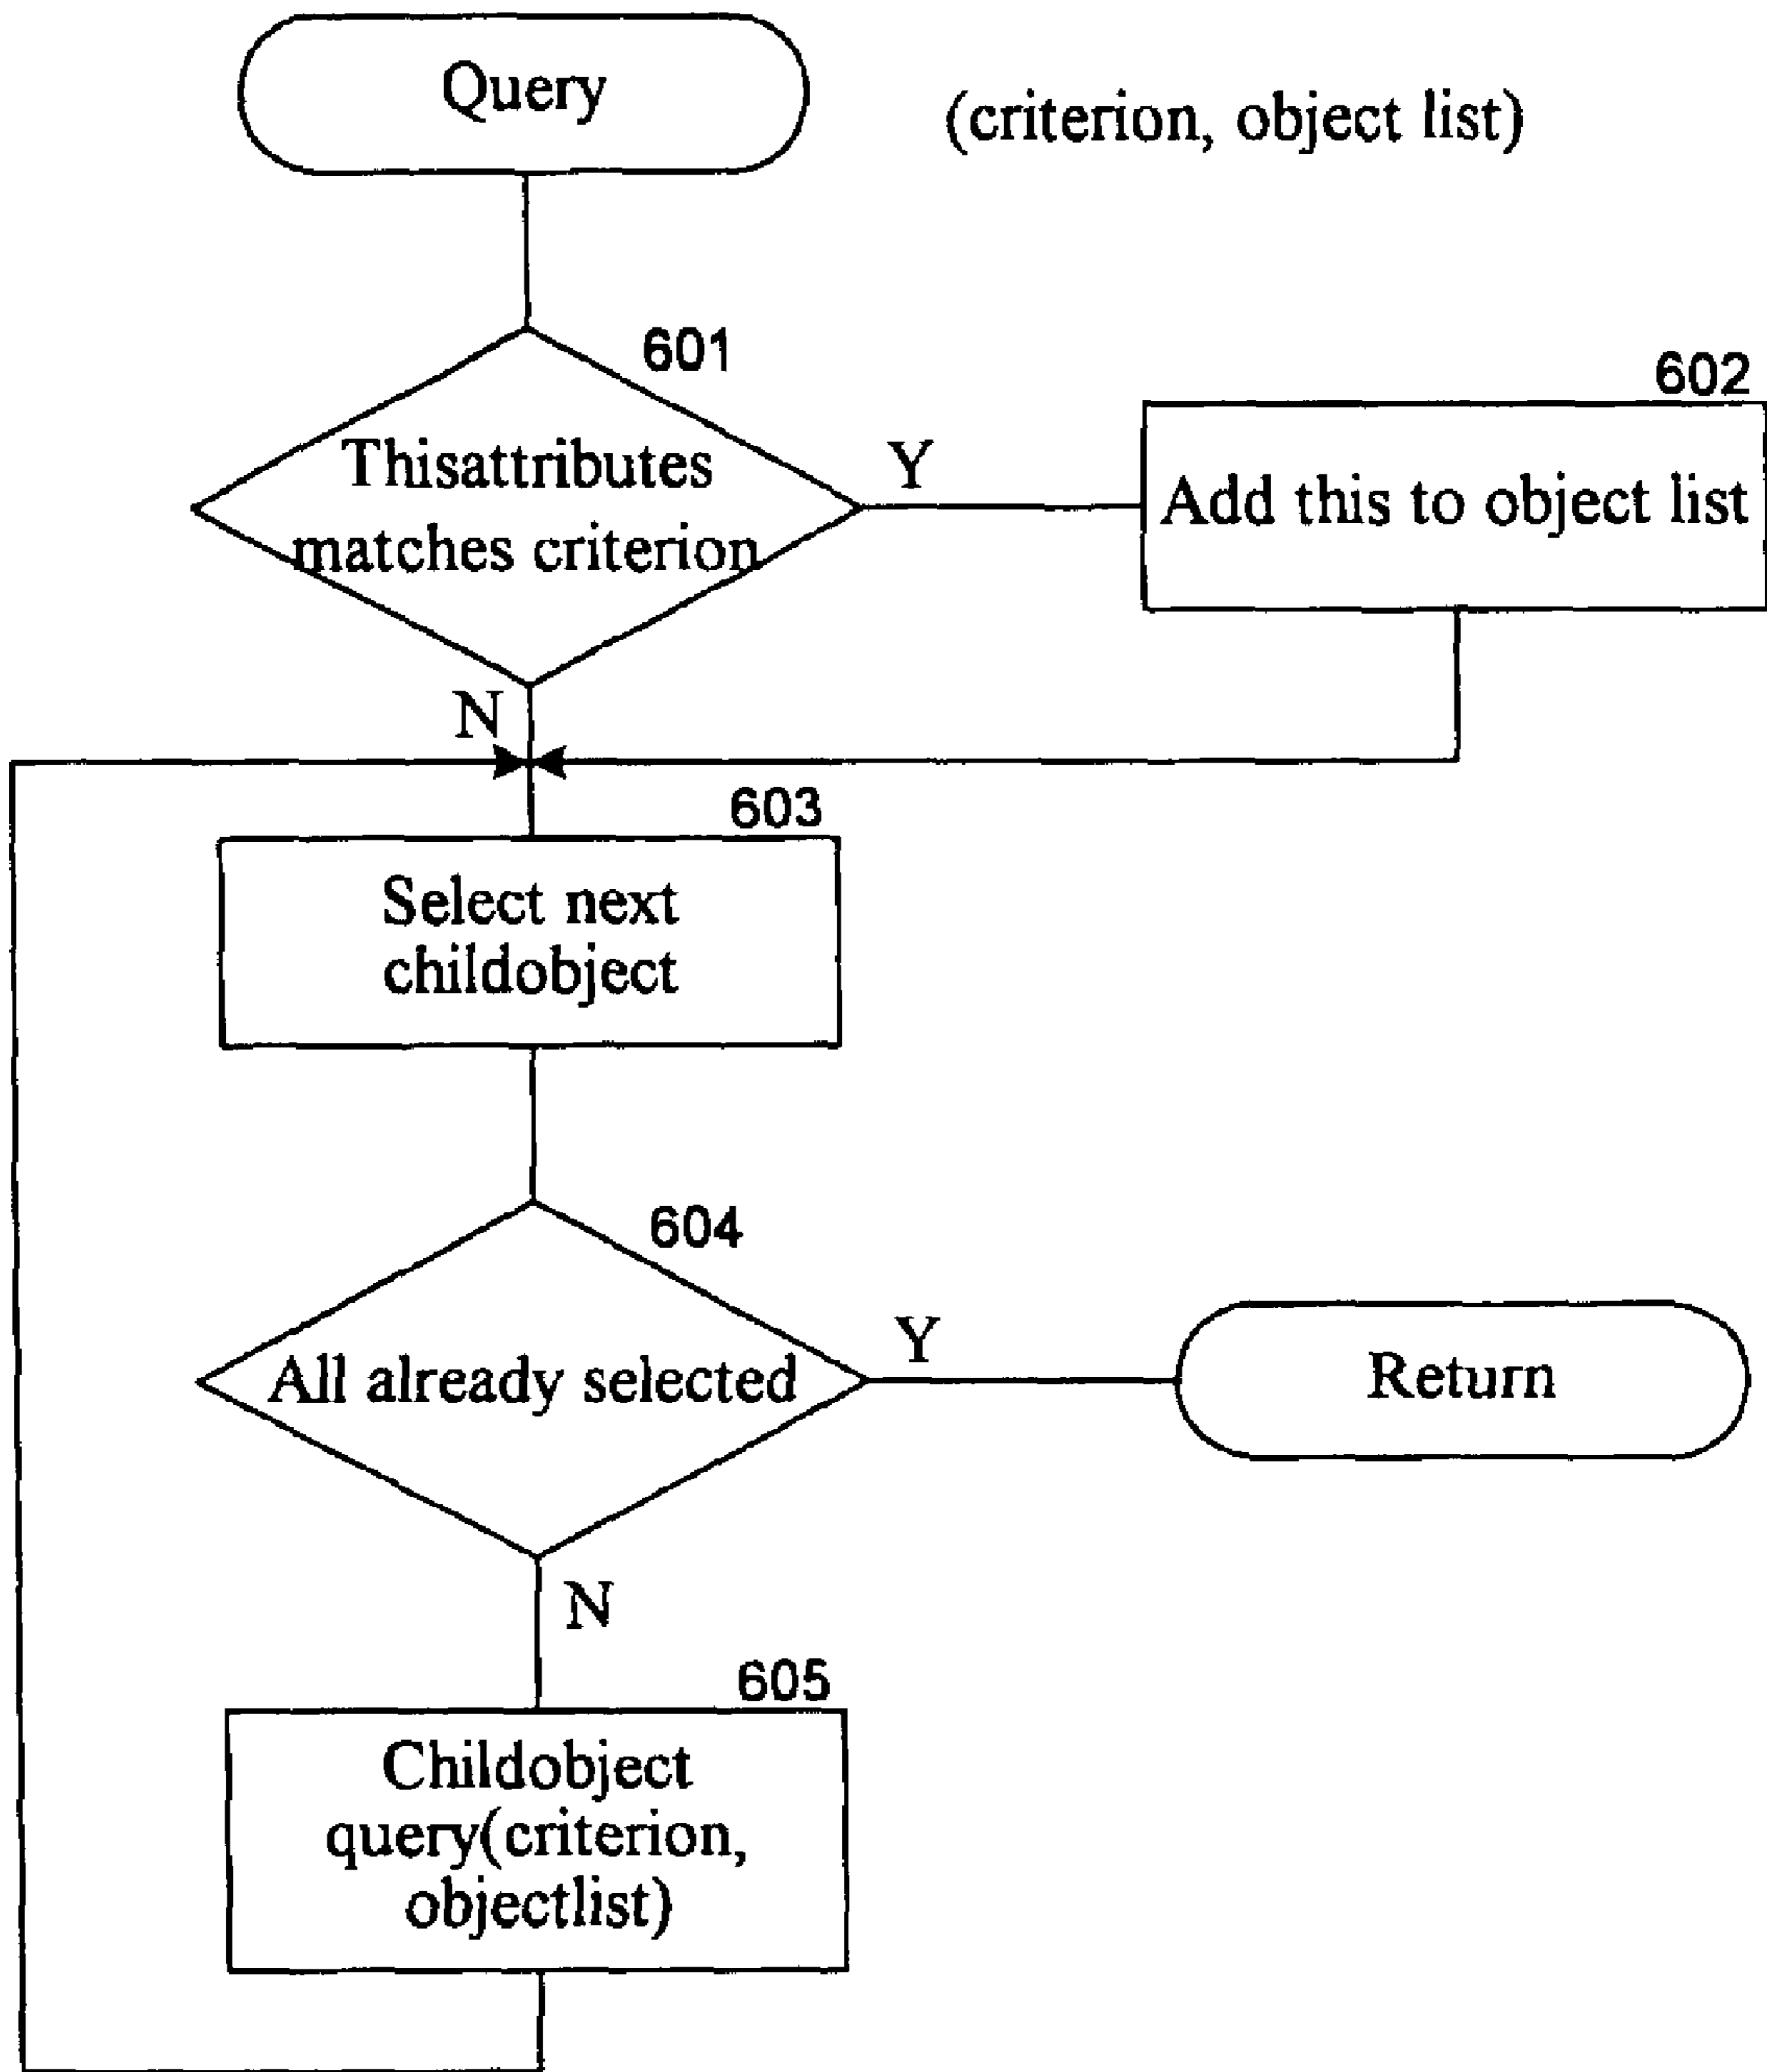 Query
(criterion, object list)
601
Thisattributes
matches criterion
Y
602
Add this to object list
N
603
Select next
childobject
604
All already selected
Y
Return
N
605
Childobject
query(criterion,
objectlist)